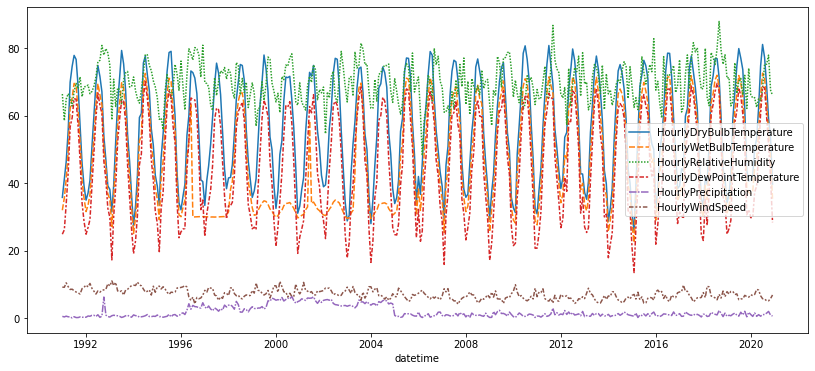 80
60
40
20
0
HourlyDryBulbTemperature
HourlyWetBulbTemperature
HourlyRelativeHumidity
HourlyDewPointTemperature
HourlyPrecipitation
HourlyWindSpeed
1992 1996 2000 2004 2008 2012 2016 2020
datetime